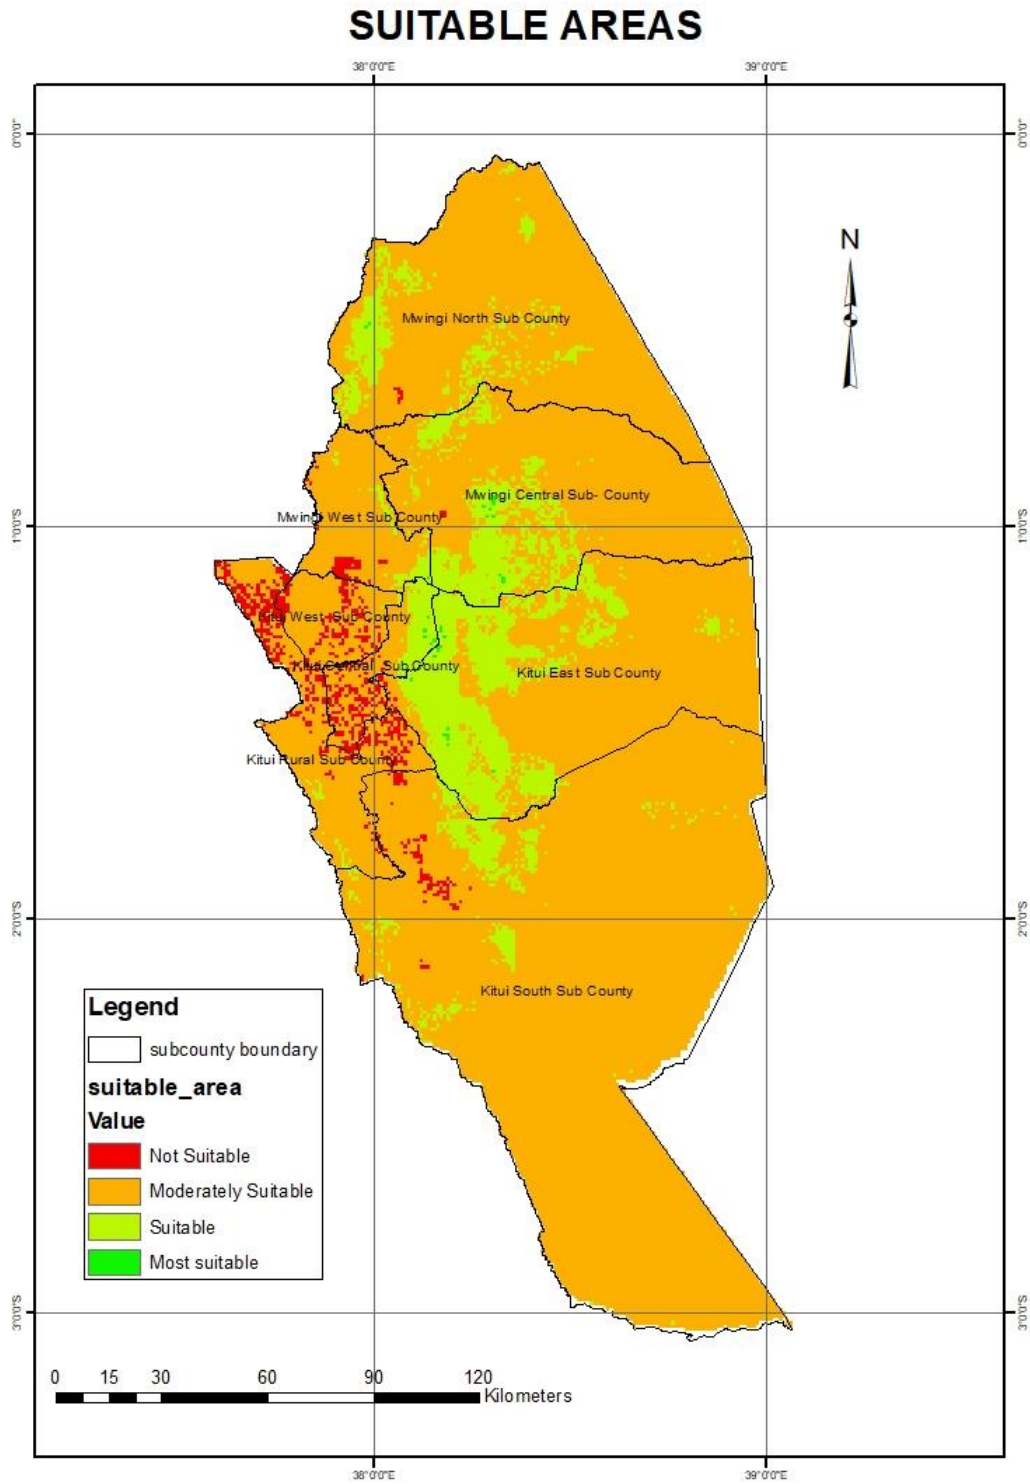 SUITABLE AREAS
38°0'0"E 39°0'0"E
0°0'0" 0°0'0"
N
Mwingi North Sub County
Mwingi Central Sub- County
Mwingi West Sub County
1°0'0"S 1°0'0"S
Kitui West Sub County
Kitui Central Sub County
Kitui East Sub County
Kitui Rural Sub County
2°0'0"S 2°0'0"S
Kitui South Sub County
Legend
subcounty boundary
suitable_area
Value
Not Suitable
Moderately Suitable
Suitable
Most suitable
3°0'0"S 3°0'0"S
0 15 30 60 90 120
Kilometers
38°0'0"E 39°0'0"E